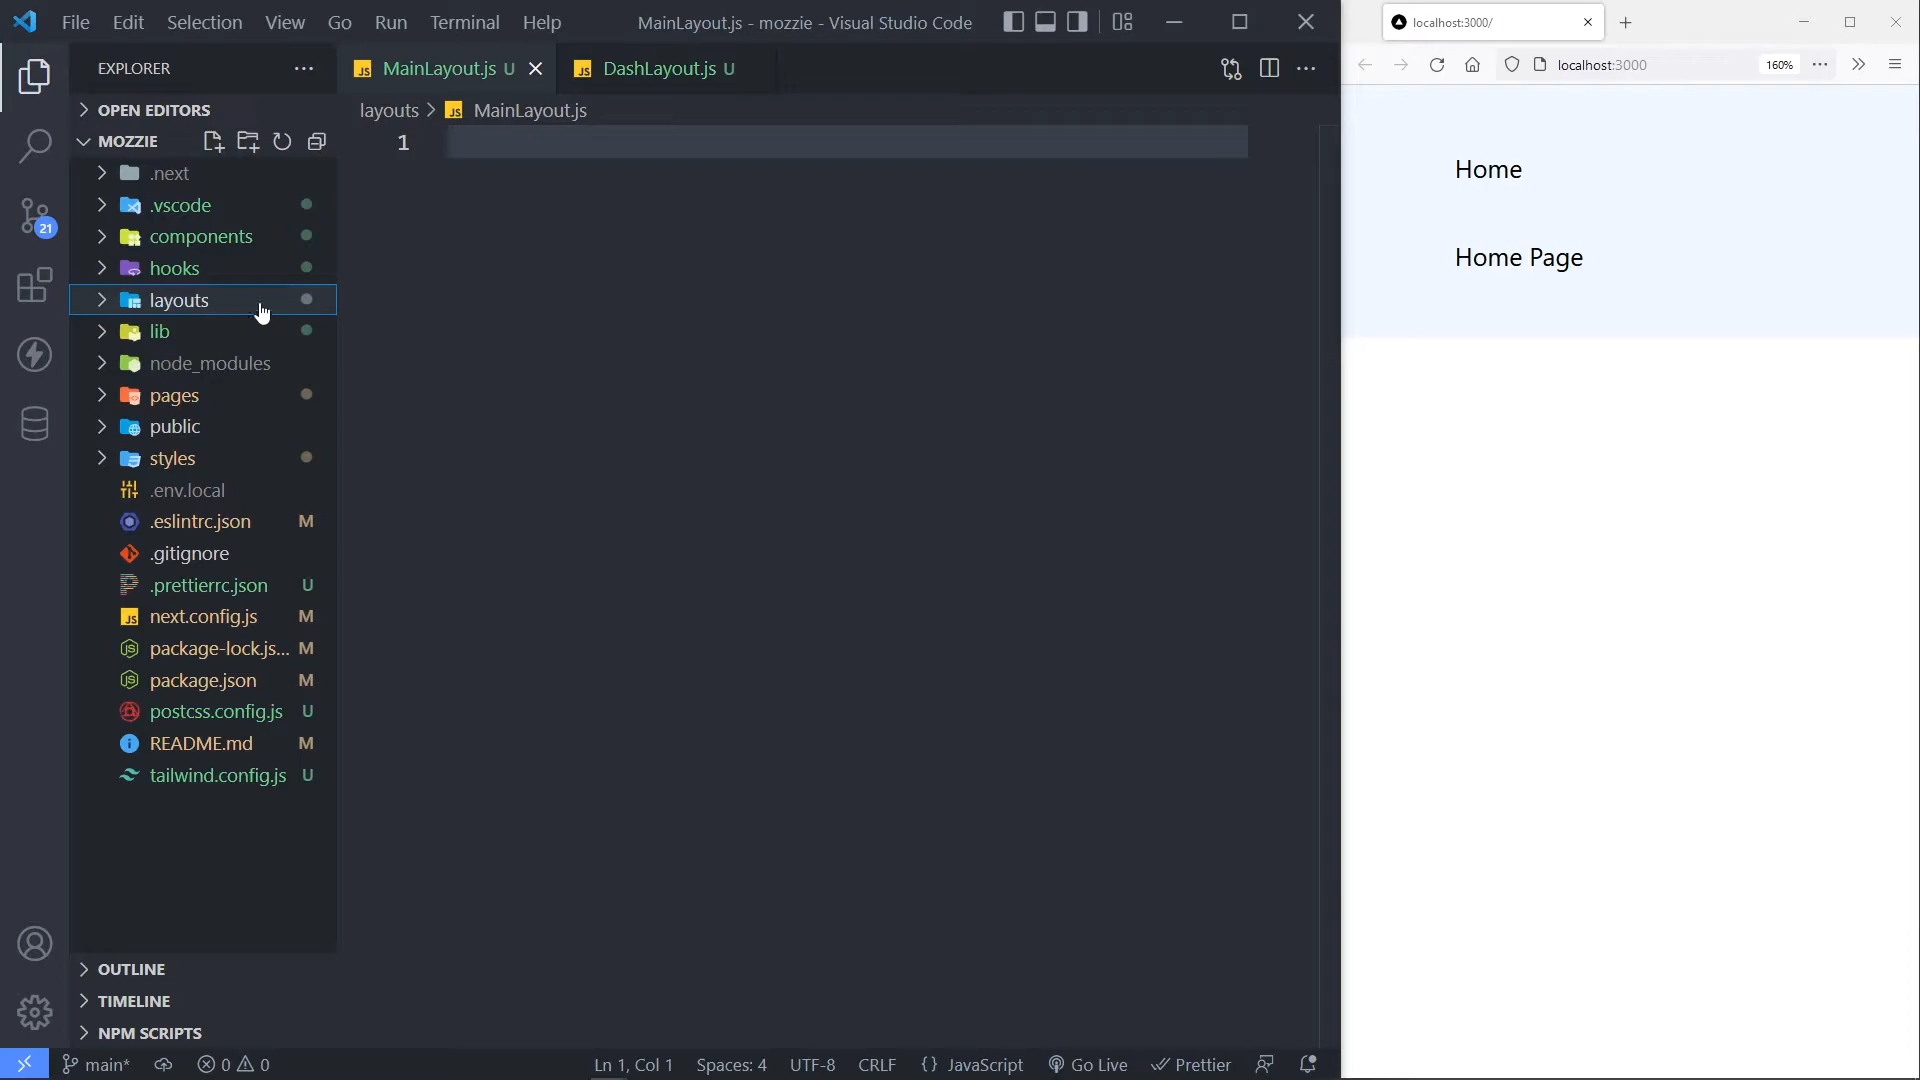 File Edit Selection View Go Run Terminal Help
MainLayout.js - mozzie - Visual Studio Code
EXPLORER
OPEN EDITORS
MOZZIE
.next
.vscode
components
hooks
layouts
lib
node_modules
pages
public
styles
.env.local
.eslintrc.json M
.gitignore
.prettierrc.json U
next.config.js M
package-lock.js... M
package.json M
postcss.config.js U
README.md M
tailwind.config.js U
OUTLINE
TIMELINE
NPM SCRIPTS
21
JS MainLayout.js U
JS DashLayout.js U
layouts > JS MainLayout.js
1
main* 0 0
Ln 1, Col 1 Spaces: 4 UTF-8 CRLF {} JavaScript Go Live Prettier
localhost:3000/
localhost:3000 160%
Home
Home Page